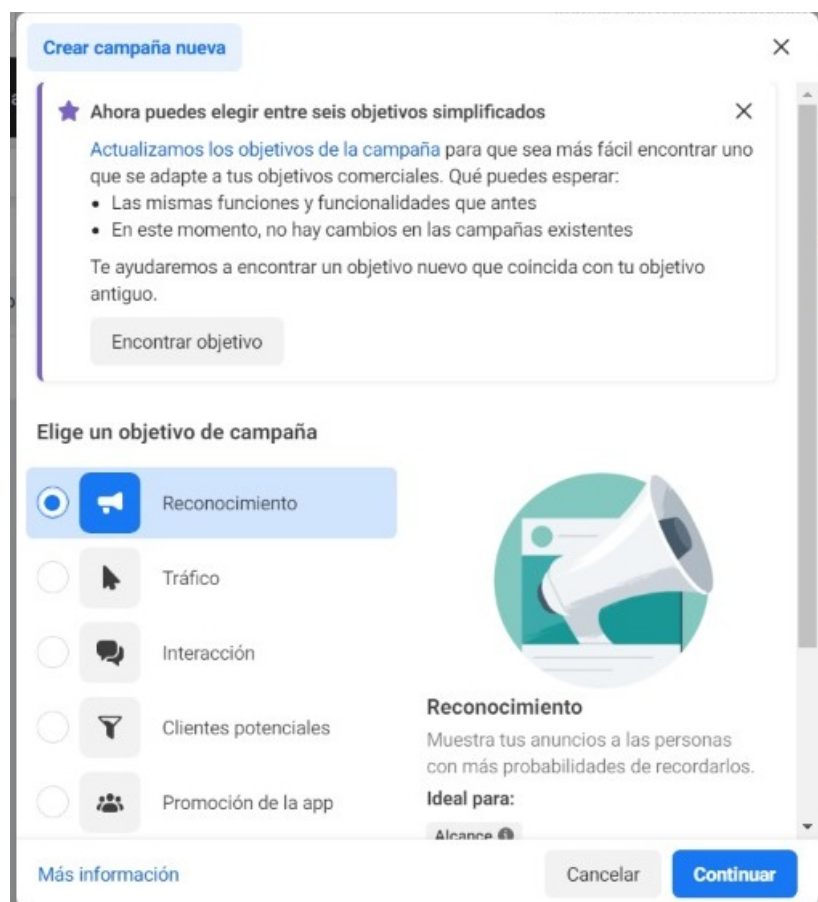 Crear campaña nueva
Ahora puedes elegir entre seis objetivos simplificados
Actualizamos los objetivos de la campaña para que sea más fácil encontrar uno
que se adapte a tus objetivos comerciales. Qué puedes esperar:
• Las mismas funciones y funcionalidades que antes
• En este momento, no hay cambios en las campañas existentes
Te ayudaremos a encontrar un objetivo nuevo que coincida con tu objetivo
antiguo.
Encontrar objetivo
Elige un objetivo de campaña
Reconocimiento
Tráfico
Interacción
Clientes potenciales
Promoción de la app
Reconocimiento
Muestra tus anuncios a las personas
con más probabilidades de recordarlos.
Ideal para:
Alcance
Más información
Cancelar
Continuar